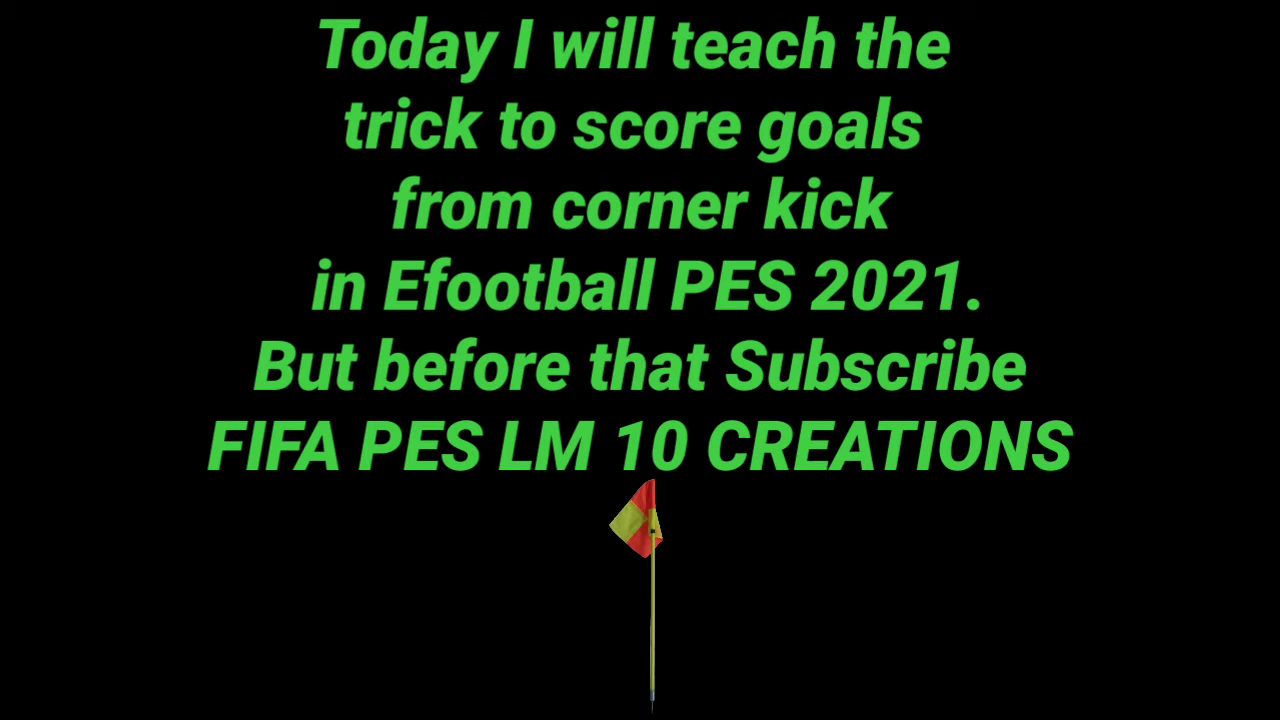 Today I will teach the
trick to score goals
from corner kick
in Efootball PES 2021.
But before that Subscribe
FIFA PES LM 10 CREATIONS